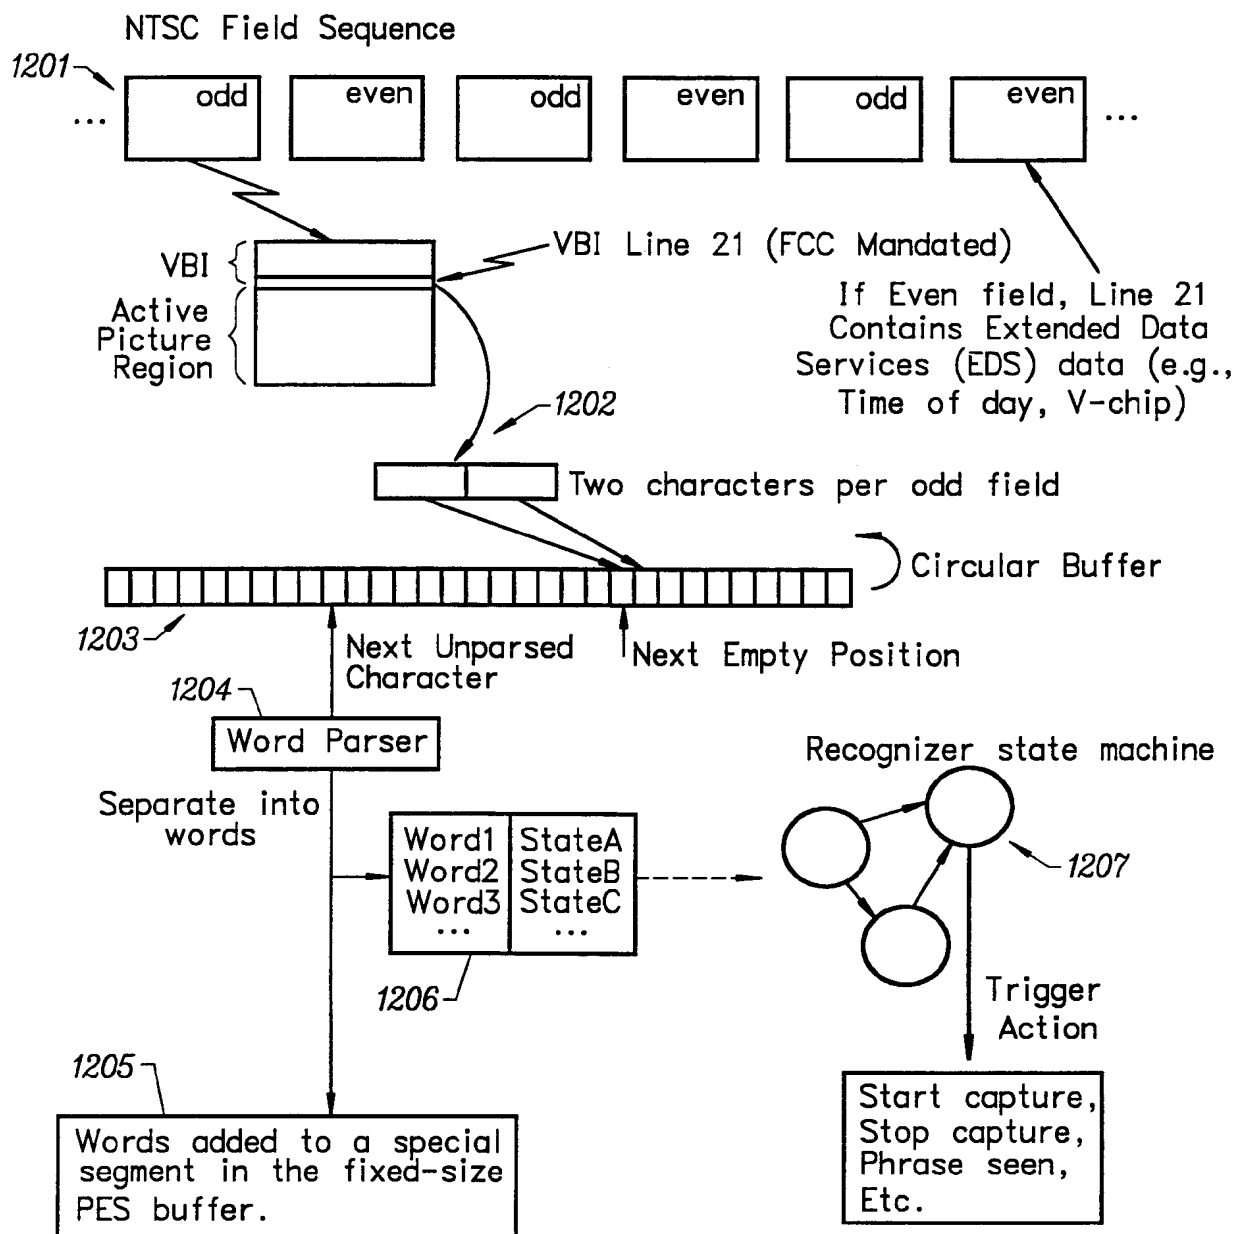 NTSC Field Sequence
1201
... odd even odd even odd even ...
VBI
VBI Line 21 (FCC Mandated)
Active
Picture
Region
If Even field, Line 21
Contains Extended Data
Services (EDS) data (e.g.,
Time of day, V-chip)
1202
Two characters per odd field
Circular Buffer
1203
Next Unparsed
Character
Next Empty Position
1204
Word Parser
Separate into
words
Word1 StateA
Word2 StateB
Word3 StateC
... ...
1206
Recognizer state machine
1207
Trigger
Action
1205
Words added to a special
segment in the fixed-size
PES buffer.
Start capture,
Stop capture,
Phrase seen,
Etc.